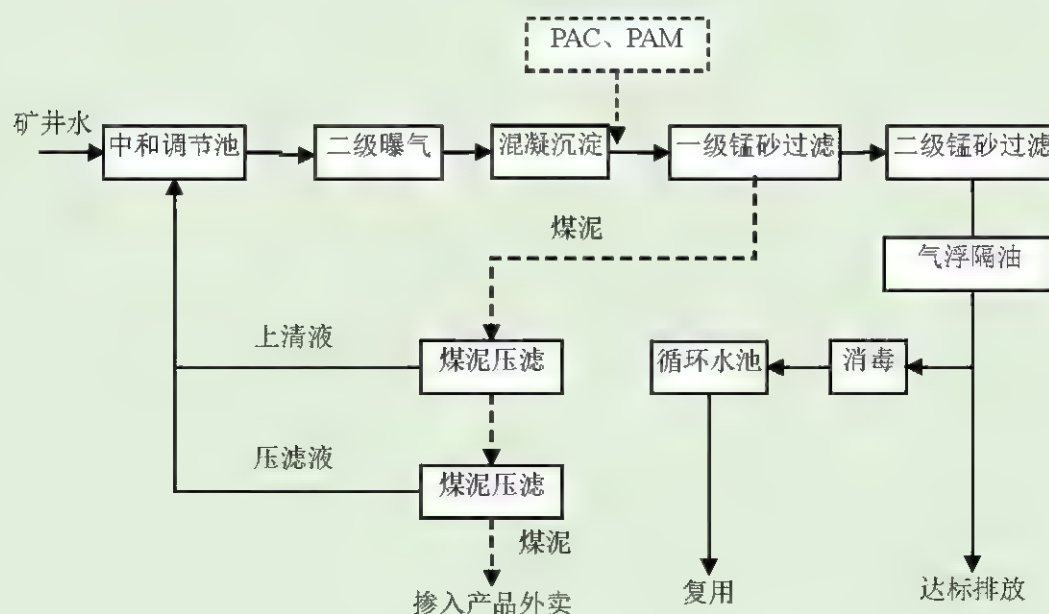 PAC、PAM
矿井水
中和调节池
二级曝气
混凝沉淀
一级锰砂过滤
二级锰砂过滤
煤泥
气浮隔油
上清液
煤泥压滤
循环水池
消毒
压滤液
煤泥压滤
煤泥
掺入产品外卖
复用
达标排放